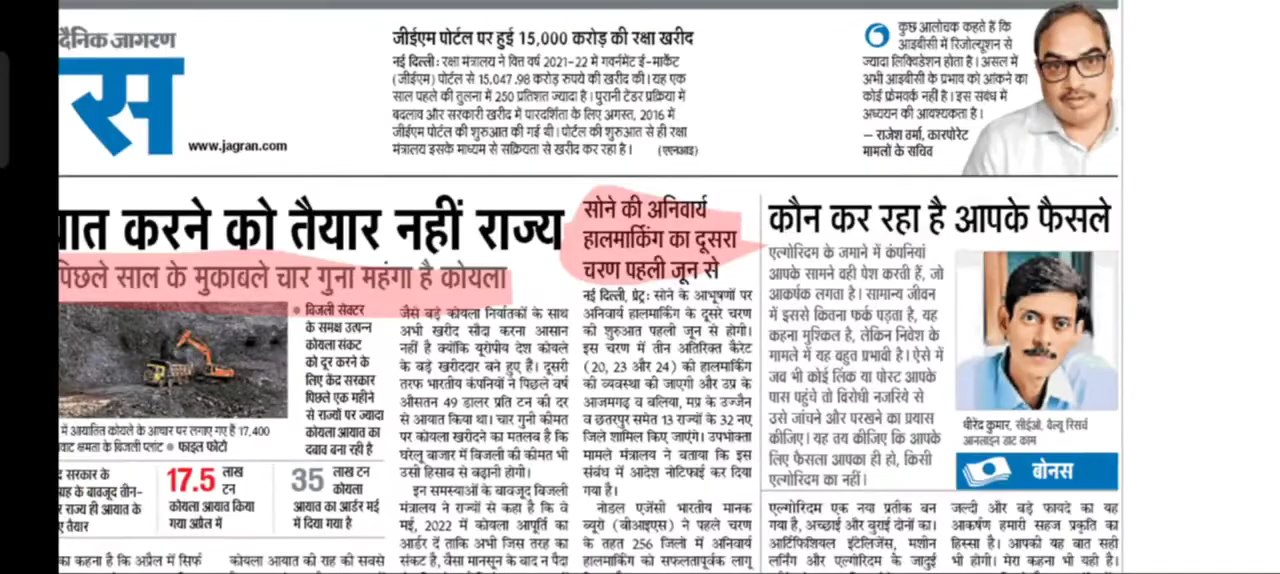 दैनिक जागरण
स
www.jagran.com
जीईएम पोर्टल पर हुई 15,000 करोड़ की रक्षा खरीद
नई दिल्ली: रक्षा मंत्रालय ने वित्त वर्ष 2021-22 में गवर्नमेंट ई-मार्केट
(जीईएम) पोर्टल से 15,047.98 करोड़ रुपये की खरीद की। यह एक
साल पहले की तुलना में 250 प्रतिशत ज्यादा है। पुरानी टेंडर प्रक्रिया में
बदलाव और सरकारी खरीद में पारदर्शिता के लिए अगस्त, 2016 में
जीईएम पोर्टल की शुरुआत की गई थी। पोर्टल की शुरुआत से ही रक्षा
मंत्रालय इसके माध्यम से सक्रियता से खरीद कर रहा है। (एएनआइ)
कुछ आलोचक कहते हैं कि
आइबीसी में रिजोल्यूशन से
ज्यादा लिक्विडेशन होता है। असल में
अभी आइबीसी के प्रभाव को आंकने का
कोई फ्रेमवर्क नहीं है। इस संबंध में
अध्ययन की आवश्यकता है।
– राजेश वर्मा, कारपोरेट
मामलों के सचिव
यात करने को तैयार नहीं राज्य
पिछले साल के मुकाबले चार गुना महंगा है कोयला
बिजली सेक्टर
के समक्ष उत्पन्न
कोयला संकट
को दूर करने के
लिए केंद्र सरकार
पिछले एक महीने
से राज्यों पर ज्यादा
कोयला आयात का
दबाव बना रही है
में आयातित कोयले के आधार पर लगाए गए हैं 17,400
वाट क्षमता के बिजली प्लांट • फाइल फोटो
सरकार के
के बावजूद तीन-
राज्य ही आयात के
तैयार
17.5 लाख
टन
कोयला आयात किया
गया अप्रैल में
35 लाख टन
कोयला
आयात का आर्डर मई
में दिया गया है
का कहना है कि अप्रैल में सिर्फ
कोयला आयात की राह की सबसे
जैसे बड़े कोयला निर्यातकों के साथ
अभी खरीद सौदा करना आसान
नहीं है क्योंकि यूरोपीय देश कोयले
के बड़े खरीददार बने हुए हैं। दूसरी
तरफ भारतीय कंपनियों ने पिछले वर्ष
औसतन 49 डालर प्रति टन की दर
से आयात किया था। चार गुनी कीमत
पर कोयला खरीदने का मतलब है कि
घरेलू बाजार में बिजली की कीमत भी
उसी हिसाब से बढ़ानी होगी।
इन समस्याओं के बावजूद बिजली
मंत्रालय ने राज्यों से कहा है कि वे
मई, 2022 में कोयला आपूर्ति का
आर्डर दें ताकि अभी जिस तरह का
संकट है, वैसा मानसून के बाद न पैदा
सोने की अनिवार्य
हालमार्किंग का दूसरा
चरण पहली जून से
नई दिल्ली, प्रेट्र: सोने के आभूषणों पर
अनिवार्य हालमार्किंग के दूसरे चरण
की शुरुआत पहली जून से होगी।
इस चरण में तीन अतिरिक्त कैरेट
(20, 23 और 24) की हालमार्किंग
की व्यवस्था की जाएगी और उप्र के
आजमगढ़ व बलिया, मप्र के उज्जैन
व छतरपुर समेत 13 राज्यों के 32 नए
जिले शामिल किए जाएंगे। उपभोक्ता
मामले मंत्रालय ने बताया कि इस
संबंध में आदेश नोटिफाई कर दिया
गया है।
नोडल एजेंसी भारतीय मानक
ब्यूरो (बीआइएस) ने पहले चरण
के तहत 256 जिलों में अनिवार्य
हालमार्किंग को सफलतापूर्वक लागू
कौन कर रहा है आपके फैसले
एल्गोरिदम के जमाने में कंपनियां
आपके सामने वही पेश करती हैं, जो
आकर्षक लगता है। सामान्य जीवन
में इससे कितना फर्क पड़ता है, यह
कहना मुश्किल है, लेकिन निवेश के
मामले में यह बहुत प्रभावी है। ऐसे में
जब भी कोई लिंक या पोस्ट आपके
पास पहुंचे तो विरोधी नजरिये से
उसे जांचने और परखने का प्रयास
कीजिए। यह तय कीजिए कि आपके
लिए फैसला आपका ही हो, किसी
एल्गोरिदम का नहीं।
धीरेंद्र कुमार, सीईओ, वैल्यू रिसर्च
आनलाइन डाट काम
बोनस
एल्गोरिदम एक नया प्रतीक बन
गया है, अच्छाई और बुराई दोनों का।
आर्टिफिशियल इंटेलिजेंस, मशीन
लर्निंग और एल्गोरिदम के जादुई
जल्दी और बड़े फायदे का यह
आकर्षण हमारी सहज प्रकृति का
हिस्सा है। आपकी यह बात सही
भी होगी। मेरा कहना भी यही है।